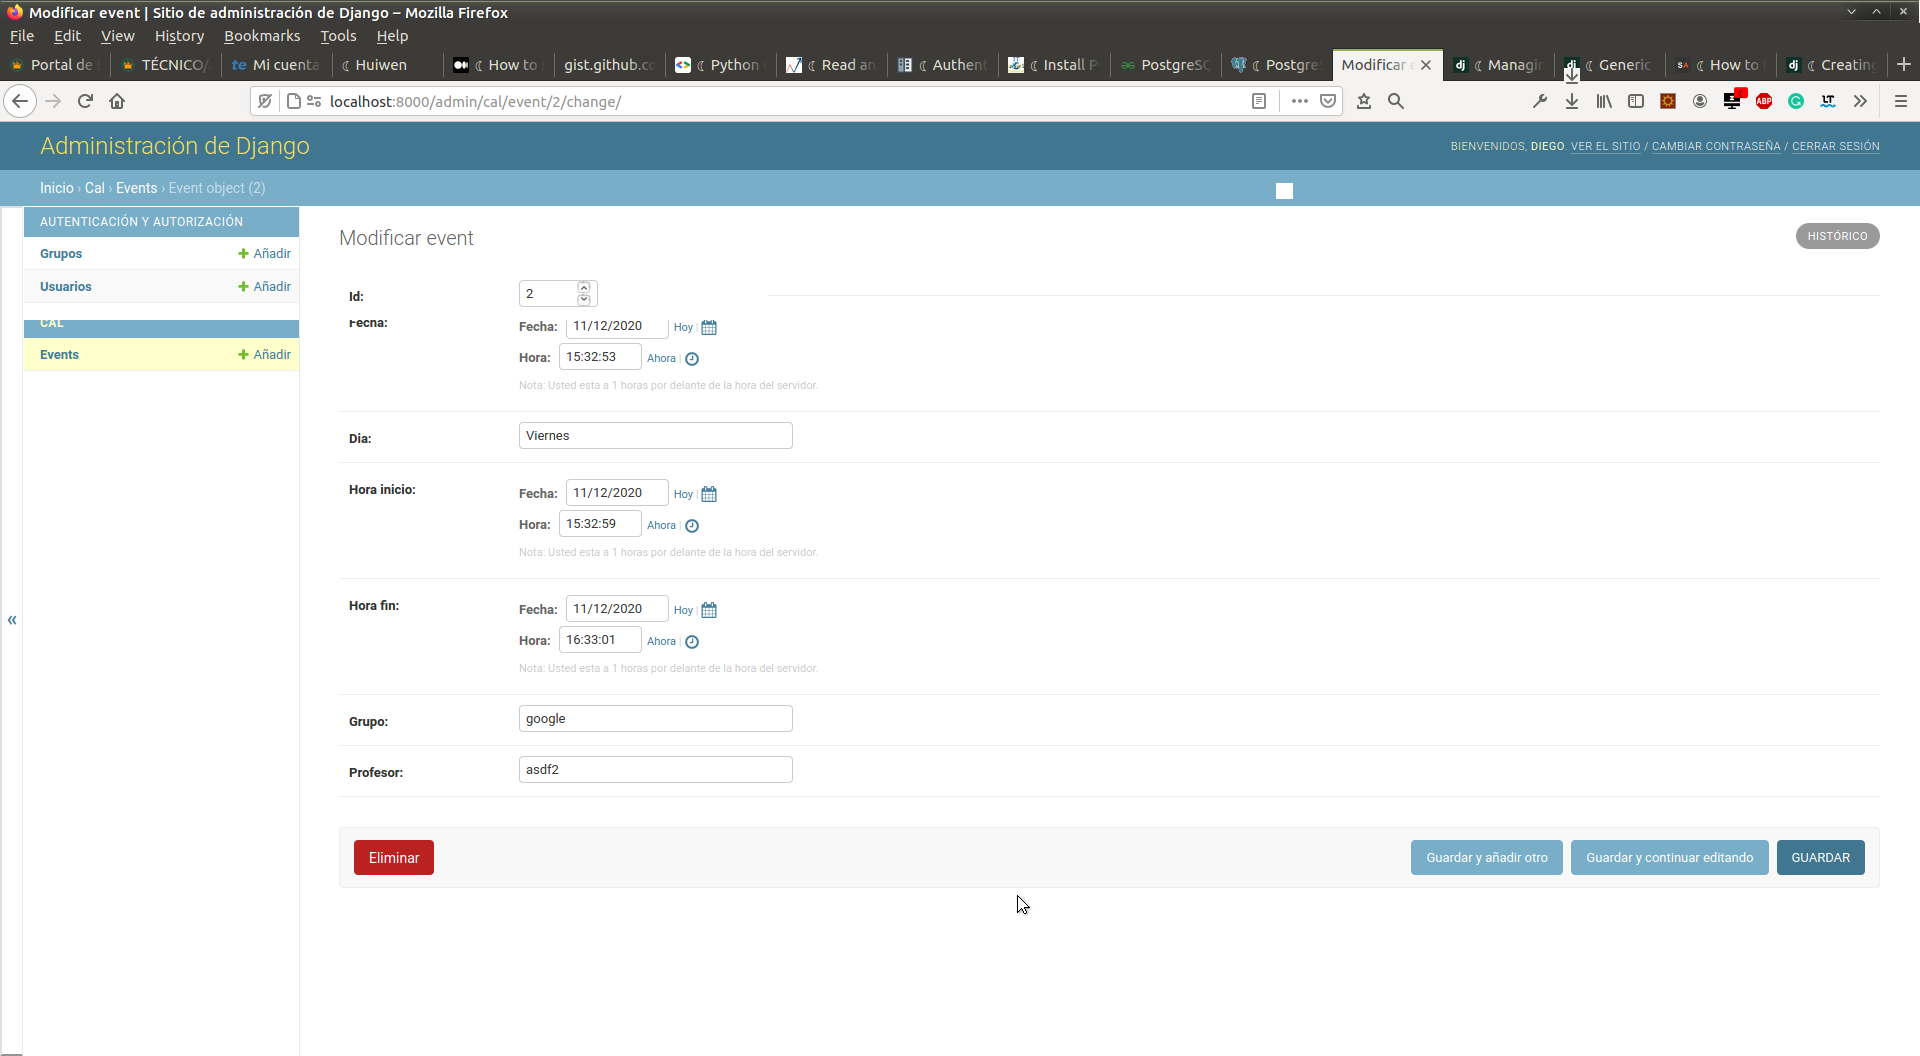 Modificar event | Sitio de administración de Django – Mozilla Firefox
File Edit View History Bookmarks Tools Help
Portal de TÉCNICO/ Mi cuenta Huiwen How to gist.github.co Python Read an Authent Install P PostgreSQ Postgre Modificar e Managin Generic How to Creating
localhost:8000/admin/cal/event/2/change/
ABP
LT
Administración de Django
BIENVENIDOS, DIEGO. VER EL SITIO / CAMBIAR CONTRASEÑA / CERRAR SESIÓN
Inicio › Cal › Events › Event object (2)
AUTENTICACIÓN Y AUTORIZACIÓN
Grupos Añadir
Usuarios Añadir
CAL
Events Añadir
«
Modificar event
HISTÓRICO
Id: 2
Fecha: Fecha: 11/12/2020 Hoy |
Hora: 15:32:53 Ahora |
Nota: Usted esta a 1 horas por delante de la hora del servidor.
Dia: Viernes
Hora inicio: Fecha: 11/12/2020 Hoy |
Hora: 15:32:59 Ahora |
Nota: Usted esta a 1 horas por delante de la hora del servidor.
Hora fin: Fecha: 11/12/2020 Hoy |
Hora: 16:33:01 Ahora |
Nota: Usted esta a 1 horas por delante de la hora del servidor.
Grupo: google
Profesor: asdf2
Eliminar
Guardar y añadir otro
Guardar y continuar editando
GUARDAR